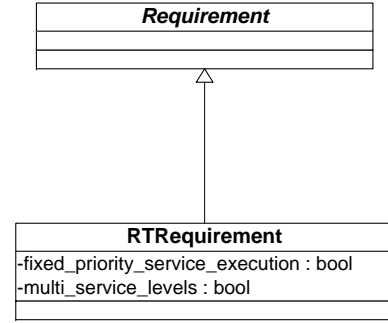 Requirement
RTRequirement
-fixed_priority_service_execution : bool
-multi_service_levels : bool